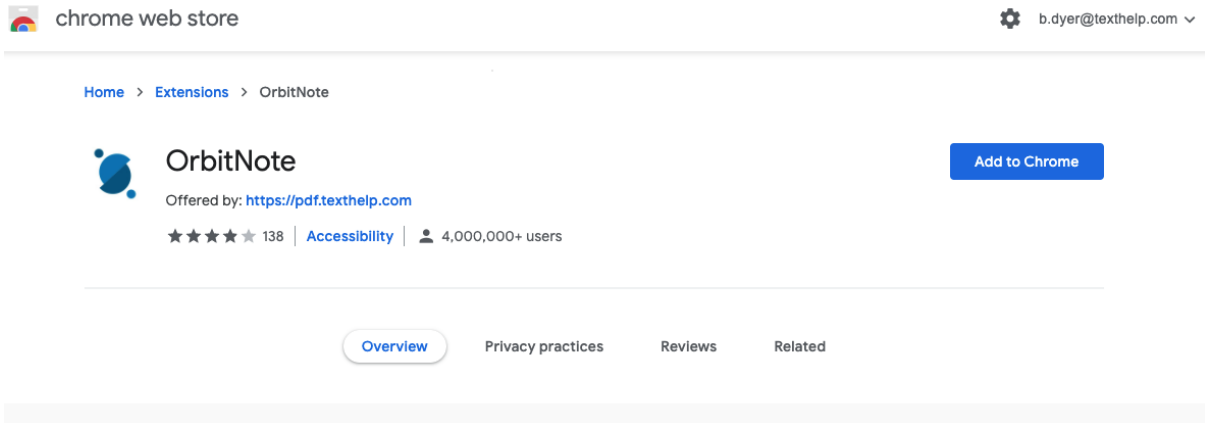 chrome web store
b.dyer@texthelp.com
Home > Extensions > OrbitNote
OrbitNote
Add to Chrome
Offered by: https://pdf.texthelp.com
138 | Accessibility | 4,000,000+ users
Overview Privacy practices Reviews Related